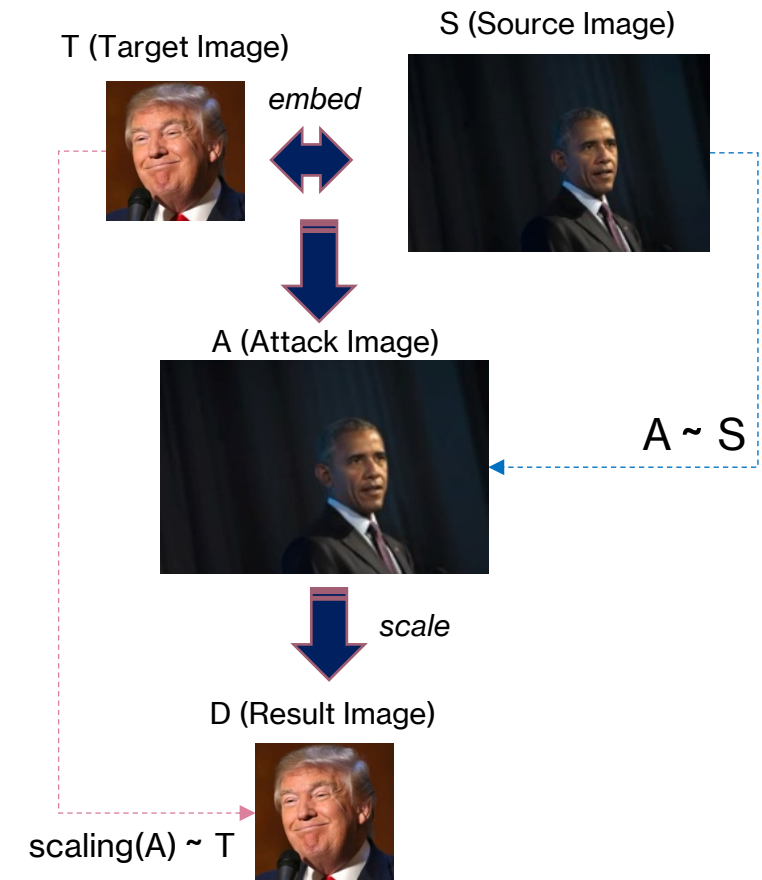 T (Target Image)
S (Source Image)
embed
A (Attack Image)
A ~ S
scale
D (Result Image)
scaling(A) ~ T